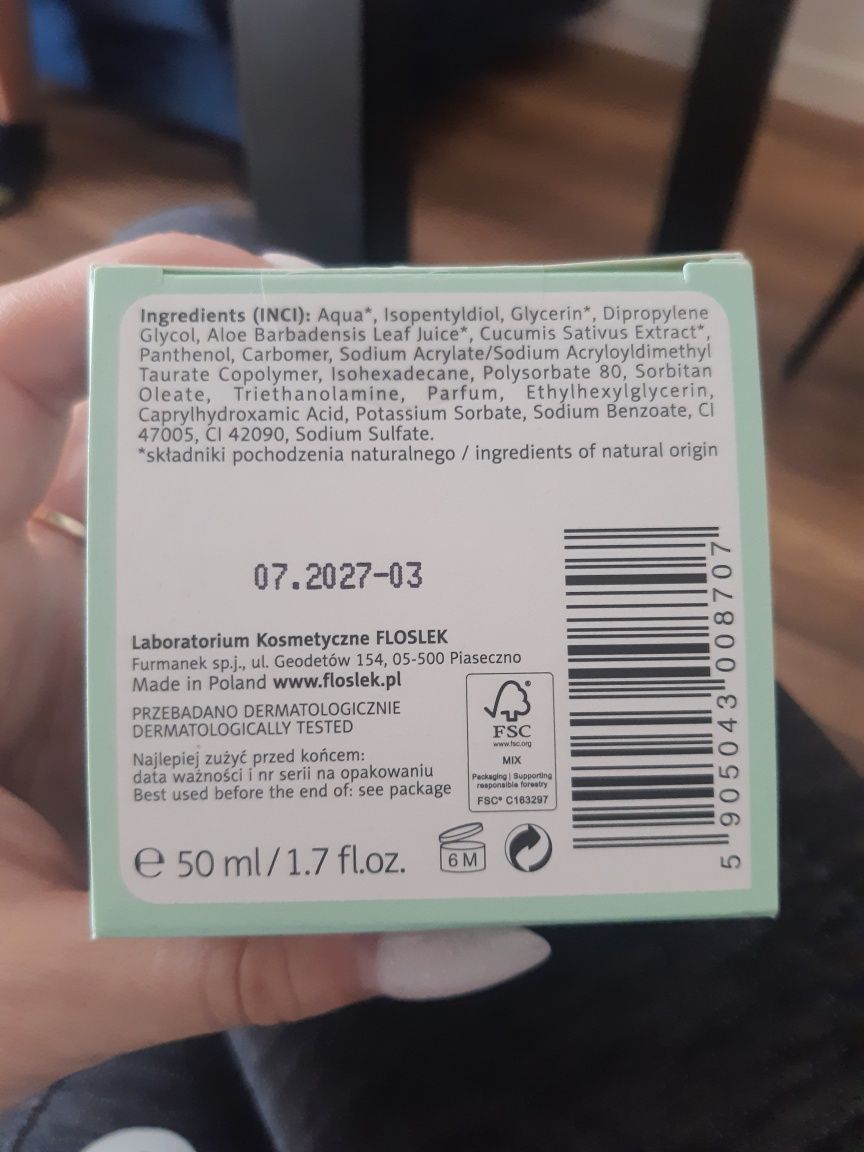 Ingredients (INCI): Aqua*, Isopentyldiol, Glycerin*, Dipropylene
Glycol, Aloe Barbadensis Leaf Juice*, Cucumis Sativus Extract*,
Panthenol, Carbomer, Sodium Acrylate/Sodium Acryloyldimethyl
Taurate Copolymer, Isohexadecane, Polysorbate 80, Sorbitan
Oleate, Triethanolamine, Parfum, Ethylhexylglycerin,
Caprylhydroxamic Acid, Potassium Sorbate, Sodium Benzoate, CI
47005, CI 42090, Sodium Sulfate.
*składniki pochodzenia naturalnego / ingredients of natural origin
07.2027-03
Laboratorium Kosmetyczne FLOSLEK
Furmanek sp.j., ul. Geodetów 154, 05-500 Piaseczno
Made in Poland www.floslek.pl
PRZEBADANO DERMATOLOGICZNIE
DERMATOLOGICALLY TESTED
Najlepiej zużyć przed końcem:
data ważności i nr serii na opakowaniu
Best used before the end of: see package
FSC
www.fsc.org
MIX
Packaging | Supporting
responsible forestry
FSC® C163297
℮ 50 ml / 1.7 fl.oz.
6 M
5 905043 008707